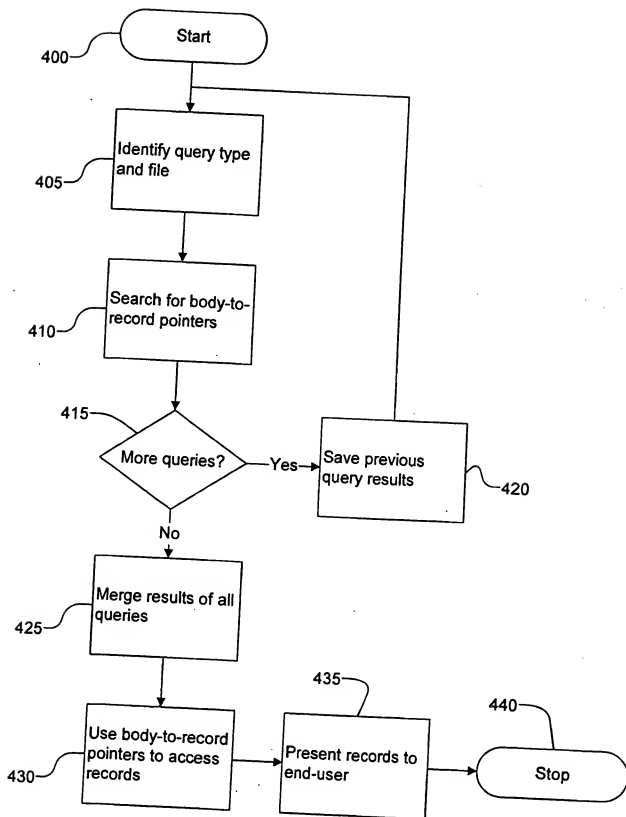 Start
400
Identify query type
and file
405
Search for body-to-
record pointers
410
415
More queries?
Yes
Save previous
query results
420
No
Merge results of all
queries
425
435
440
Use body-to-record
pointers to access
records
430
Present records to
end-user
Stop